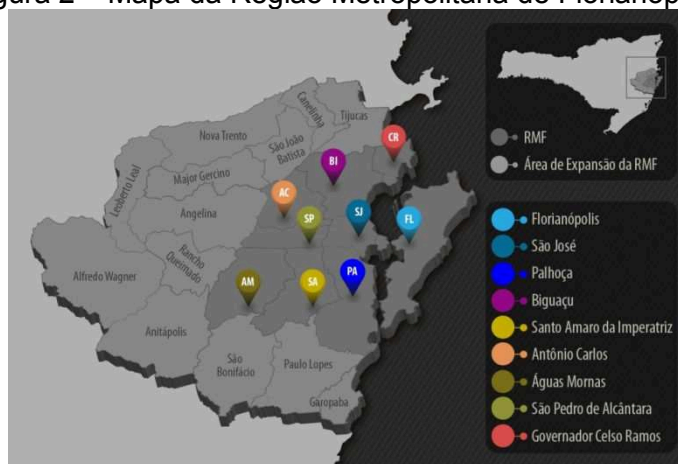 gura 2 – Mapa da Região Metropolitana de Florianóp
Canelinha
Tijucas
Nova Trento
São João
Batista
CR
BI
Leoberto Leal
Major Gercino
AC
Angelina
SP
SJ
FL
Rancho
Queimado
Alfredo Wagner
AM
SA
PA
Anitápolis
São
Bonifácio
Paulo Lopes
Garopaba
RMF
Área de Expansão da RMF
Florianópolis
São José
Palhoça
Biguaçu
Santo Amaro da Imperatriz
Antônio Carlos
Águas Mornas
São Pedro de Alcântara
Governador Celso Ramos